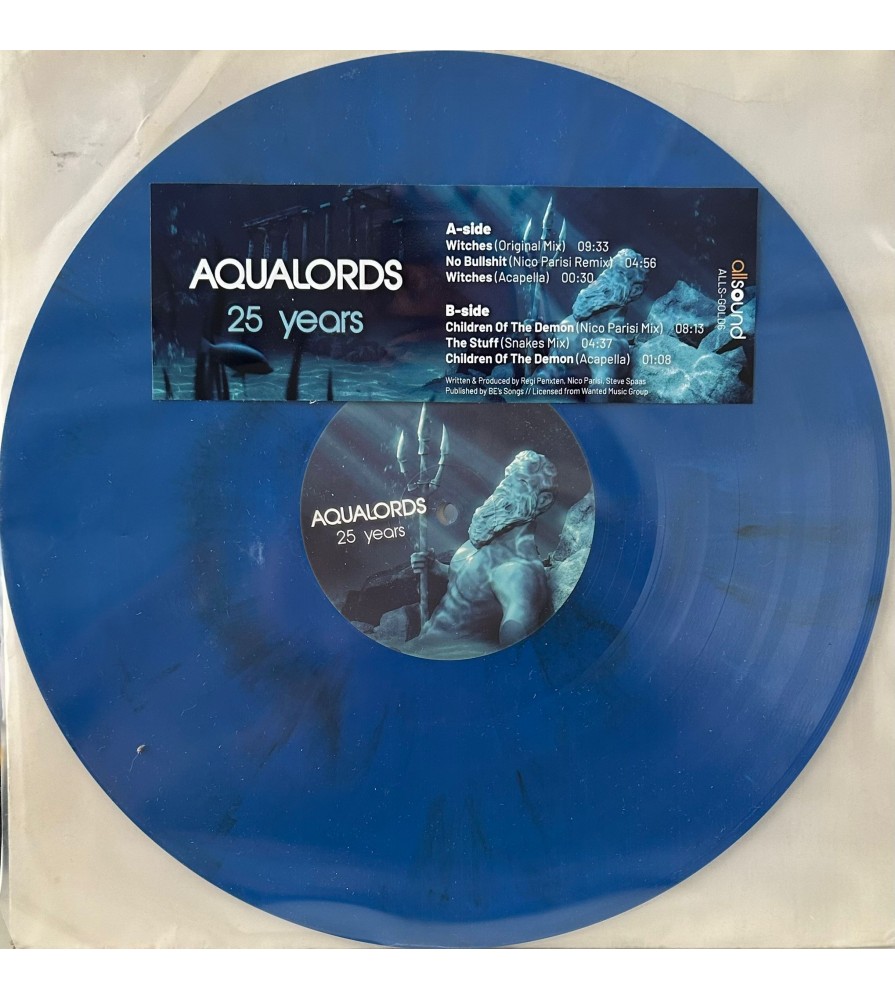 AQUALORDS
25 years
A-side
Witches (Original Mix) 09:33
No Bullshit (Nico Parisi Remix) 04:56
Witches (Acapella) 00:30
B-side
Children Of The Demon (Nico Parisi Mix) 08:13
The Stuff (Snakes Mix) 04:37
Children Of The Demon (Acapella) 01:08
Written & Produced by Regi Penxten, Nico Parisi, Steve Spaas
Published by BE's Songs // Licensed from Wanted Music Group
allsound
ALLS-GOLD6
AQUALORDS
25 years